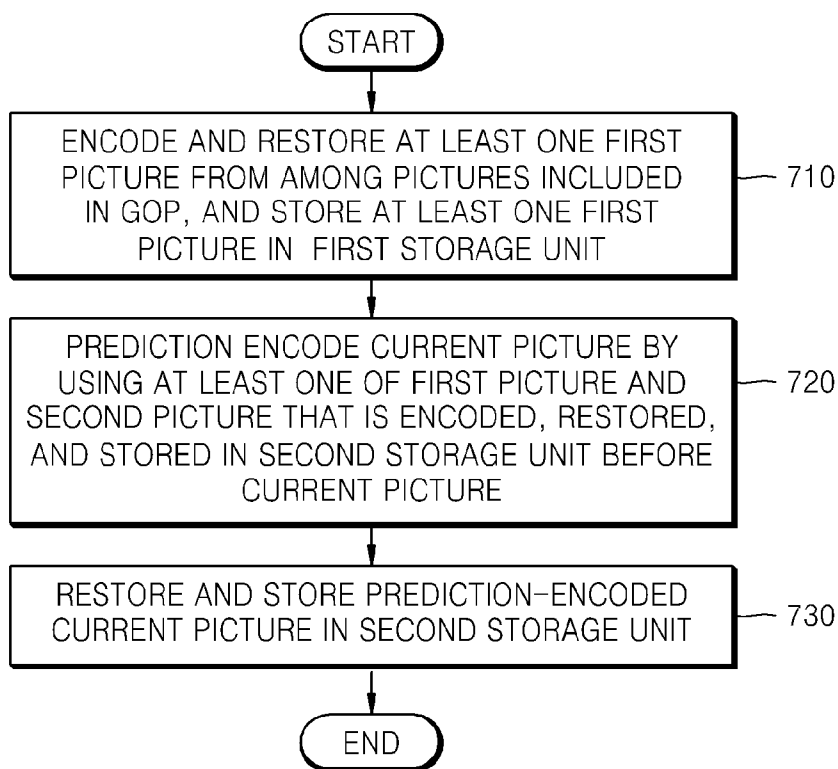 START
ENCODE AND RESTORE AT LEAST ONE FIRST
PICTURE FROM AMONG PICTURES INCLUDED
IN GOP, AND STORE AT LEAST ONE FIRST
PICTURE IN FIRST STORAGE UNIT
710
PREDICTION ENCODE CURRENT PICTURE BY
USING AT LEAST ONE OF FIRST PICTURE AND
SECOND PICTURE THAT IS ENCODED, RESTORED,
AND STORED IN SECOND STORAGE UNIT BEFORE
CURRENT PICTURE
720
RESTORE AND STORE PREDICTION-ENCODED
CURRENT PICTURE IN SECOND STORAGE UNIT
730
END